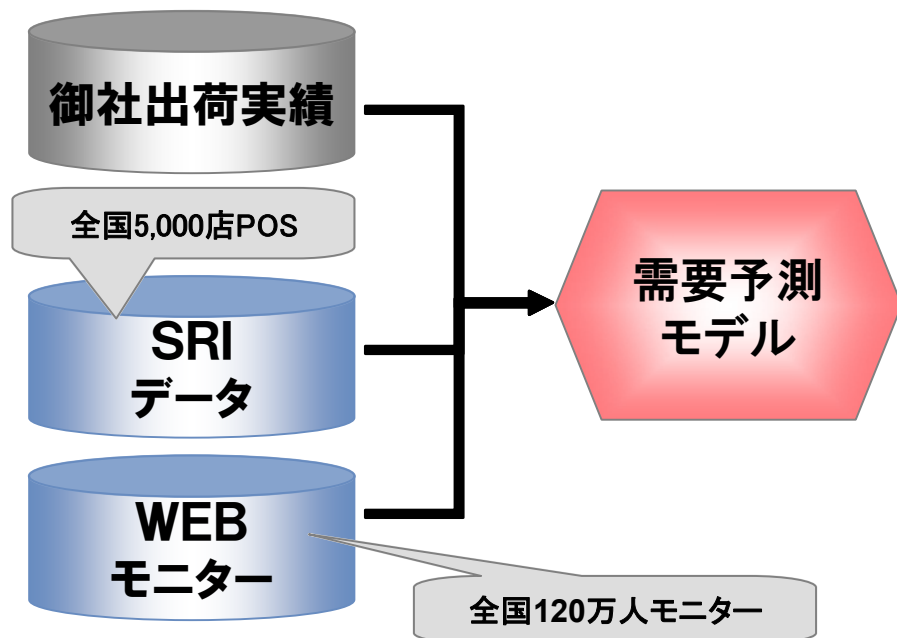 御社出荷実績
全国5,000店POS
SRI
データ
WEB
モニター
全国120万人モニター
需要予測
モデル